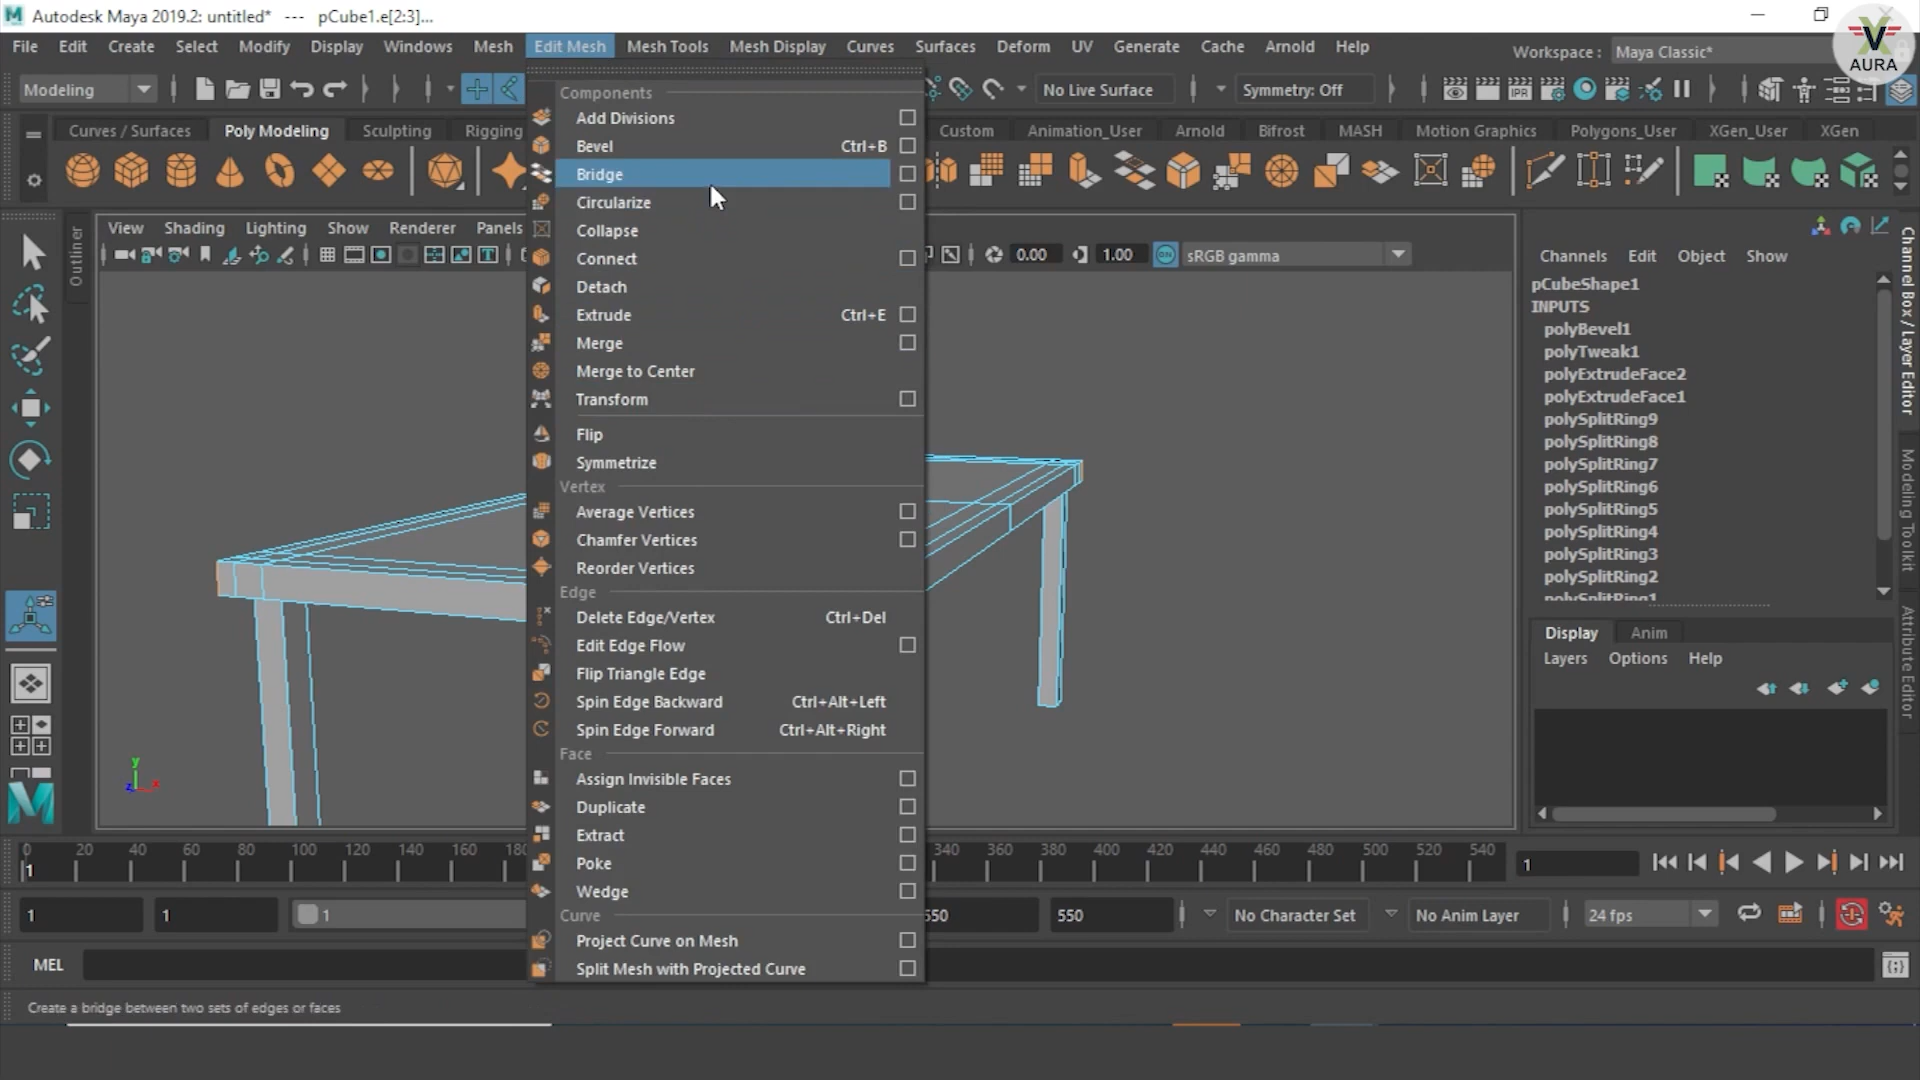 Autodesk Maya 2019.2: untitled* --- pCube1.e[2:3]...
File Edit Create Select Modify Display Windows Mesh Edit Mesh Mesh Tools Mesh Display Curves Surfaces Deform UV Generate Cache Arnold Help
Workspace : Maya Classic*
AURA
Modeling
No Live Surface
Symmetry: Off
IPR
Curves / Surfaces Poly Modeling Sculpting Rigging Custom Animation_User Arnold Bifrost MASH Motion Graphics Polygons_User XGen_User XGen
View Shading Lighting Show Renderer Panels
0.00 1.00 ON sRGB gamma
Outliner
Components
Add Divisions
Bevel Ctrl+B
Bridge
Circularize
Collapse
Connect
Detach
Extrude Ctrl+E
Merge
Merge to Center
Transform
Flip
Symmetrize
Vertex
Average Vertices
Chamfer Vertices
Reorder Vertices
Edge
Delete Edge/Vertex Ctrl+Del
Edit Edge Flow
Flip Triangle Edge
Spin Edge Backward Ctrl+Alt+Left
Spin Edge Forward Ctrl+Alt+Right
Face
Assign Invisible Faces
Duplicate
Extract
Poke
Wedge
Curve
Project Curve on Mesh
Split Mesh with Projected Curve
Channels Edit Object Show
pCubeShape1
INPUTS
polyBevel1
polyTweak1
polyExtrudeFace2
polyExtrudeFace1
polySplitRing9
polySplitRing8
polySplitRing7
polySplitRing6
polySplitRing5
polySplitRing4
polySplitRing3
polySplitRing2
polySplitRing1
Display Anim
Layers Options Help
Channel Box / Layer Editor
Modeling Toolkit
Attribute Editor
y
z x
0 20 40 60 80 100 120 140 160 180 340 360 380 400 420 440 460 480 500 520 540
1
1
1 1 1 550 550 No Character Set No Anim Layer 24 fps
MEL
Create a bridge between two sets of edges or faces